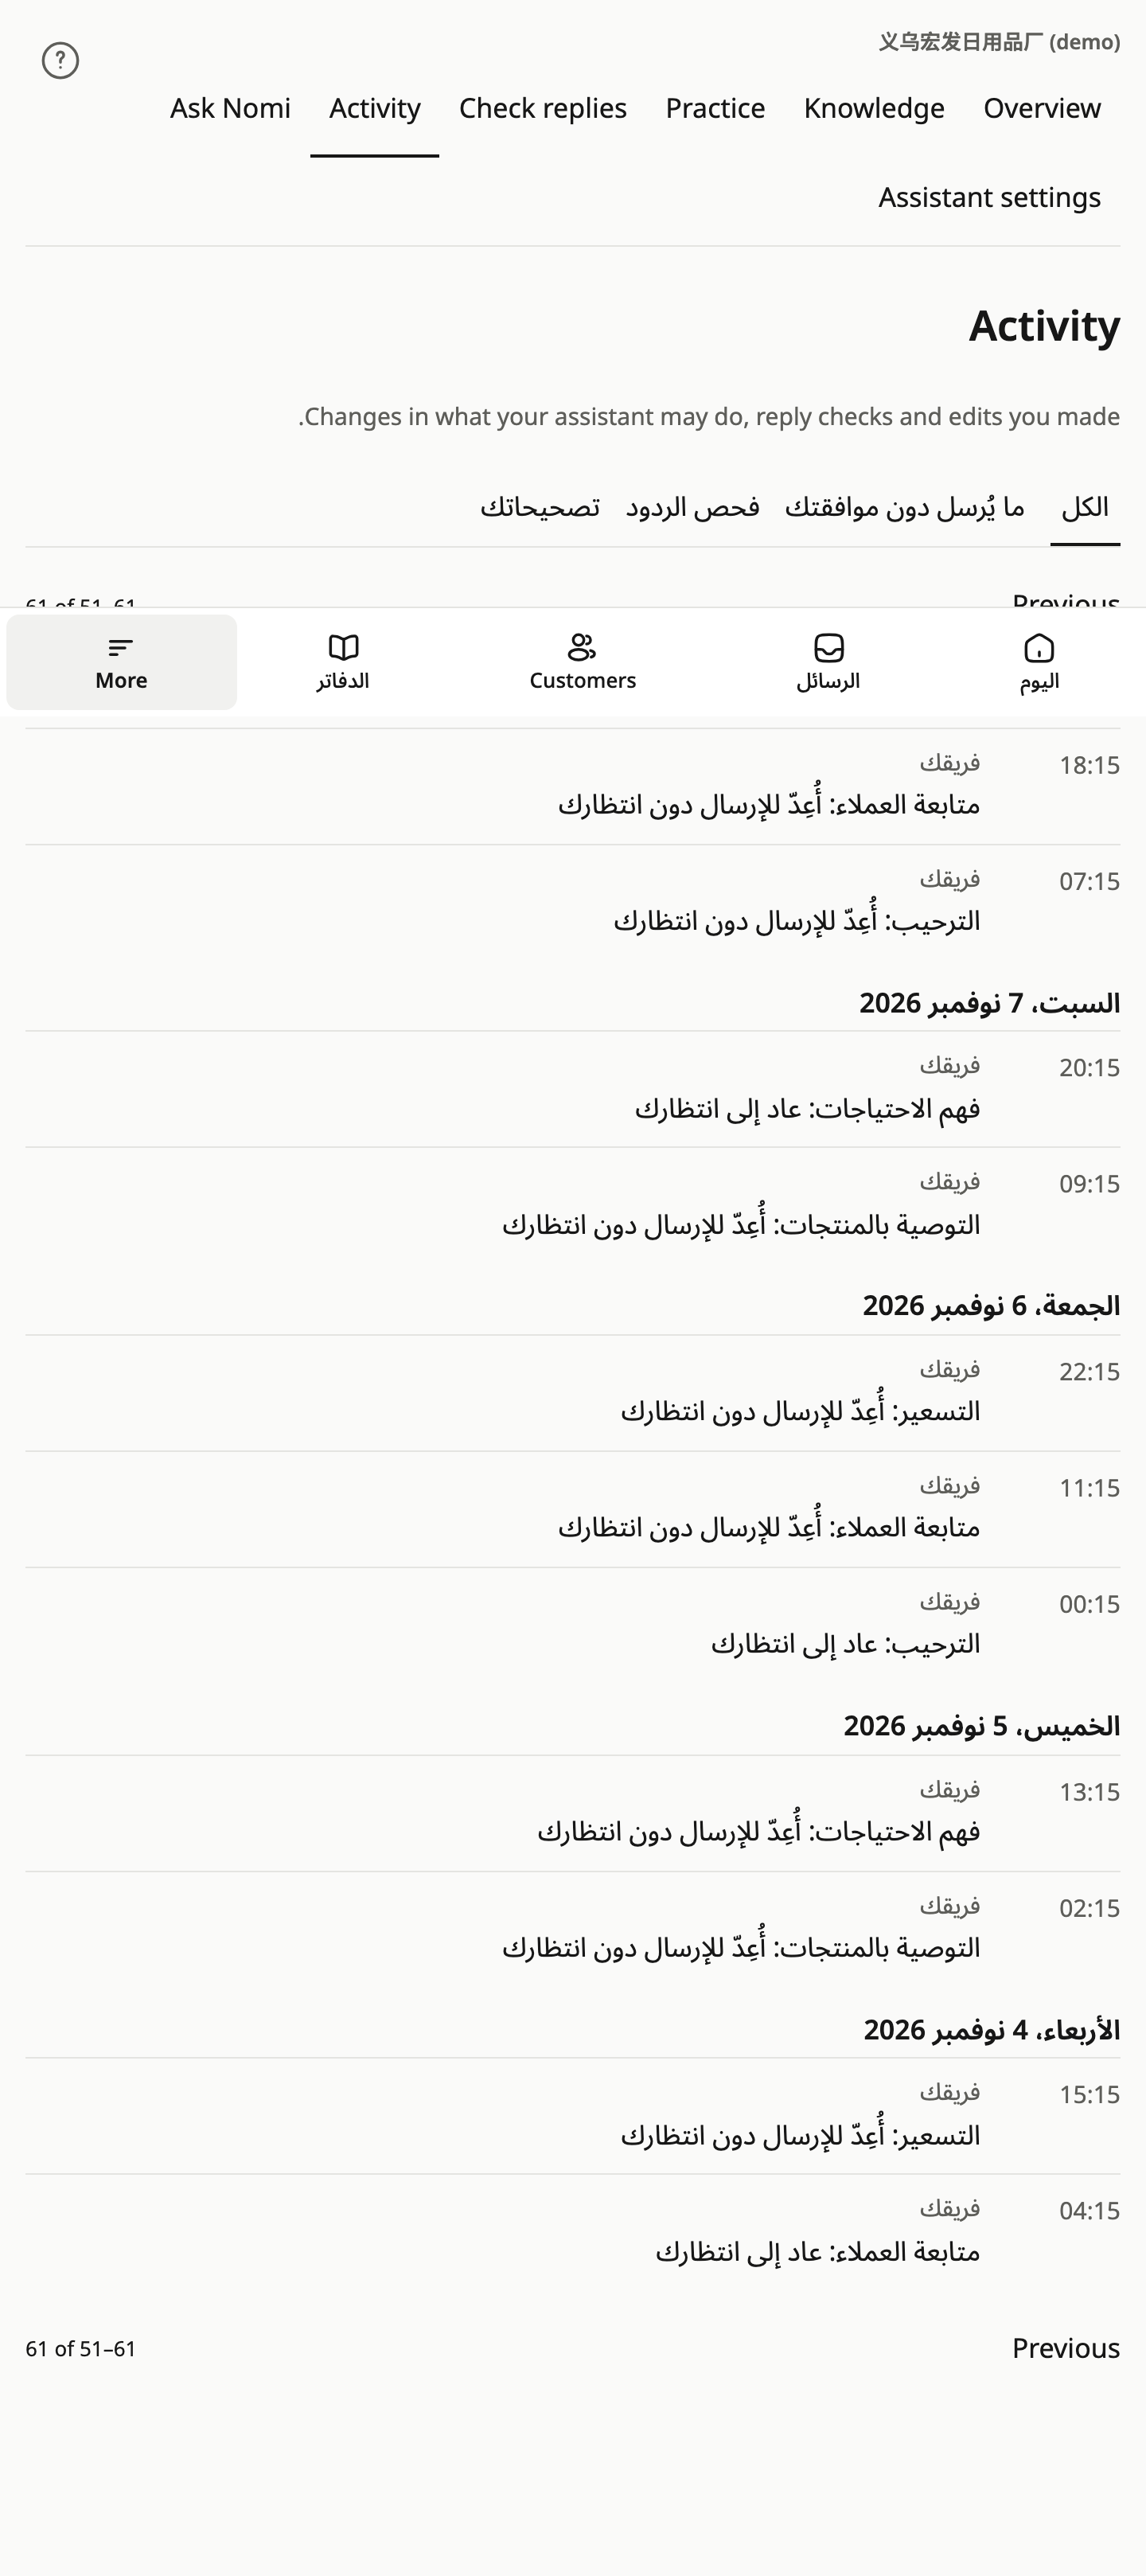 义乌宏发日用品厂 (demo)
Overview
Knowledge
Practice
Check replies
Activity
Ask Nomi
Assistant settings
Activity
.Changes in what your assistant may do, reply checks and edits you made
الكل
ما يُرسل دون موافقتك
فحص الردود
تصحيحاتك
Previous
61 of 51–61
اليوم
الرسائل
Customers
الدفاتر
More
18:15
فريقك
متابعة العملاء: أُعِدّ للإرسال دون انتظارك
07:15
فريقك
الترحيب: أُعِدّ للإرسال دون انتظارك
السبت، 7 نوفمبر 2026
20:15
فريقك
فهم الاحتياجات: عاد إلى انتظارك
09:15
فريقك
التوصية بالمنتجات: أُعِدّ للإرسال دون انتظارك
الجمعة، 6 نوفمبر 2026
22:15
فريقك
التسعير: أُعِدّ للإرسال دون انتظارك
11:15
فريقك
متابعة العملاء: أُعِدّ للإرسال دون انتظارك
00:15
فريقك
الترحيب: عاد إلى انتظارك
الخميس، 5 نوفمبر 2026
13:15
فريقك
فهم الاحتياجات: أُعِدّ للإرسال دون انتظارك
02:15
فريقك
التوصية بالمنتجات: أُعِدّ للإرسال دون انتظارك
الأربعاء، 4 نوفمبر 2026
15:15
فريقك
التسعير: أُعِدّ للإرسال دون انتظارك
04:15
فريقك
متابعة العملاء: عاد إلى انتظارك
Previous
61 of 51–61